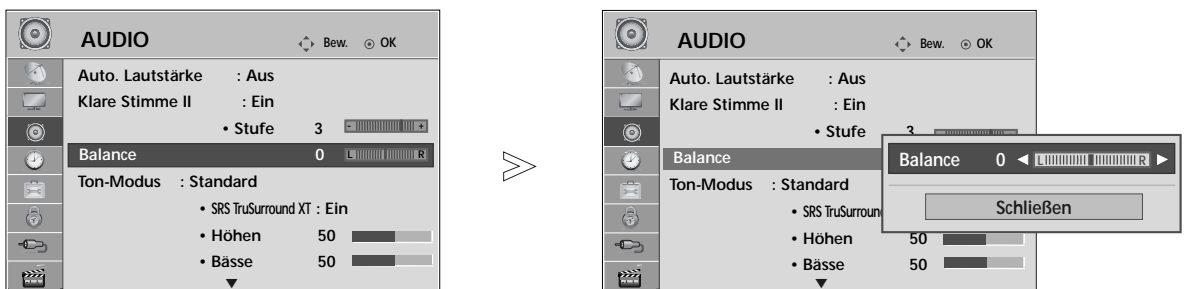 AUDIO Bew. OK
Auto. Lautstärke : Aus
Klare Stimme II : Ein
• Stufe 3 - +
Balance 0 L R
Ton-Modus : Standard
• SRS TruSurround XT : Ein
• Höhen 50
• Bässe 50
AUDIO Bew. OK
Auto. Lautstärke : Aus
Klare Stimme II : Ein
• Stufe 3
Balance
Balance 0 L R
Ton-Modus : Standard
Schließen
• SRS TruSurroun
• Höhen 50
• Bässe 50